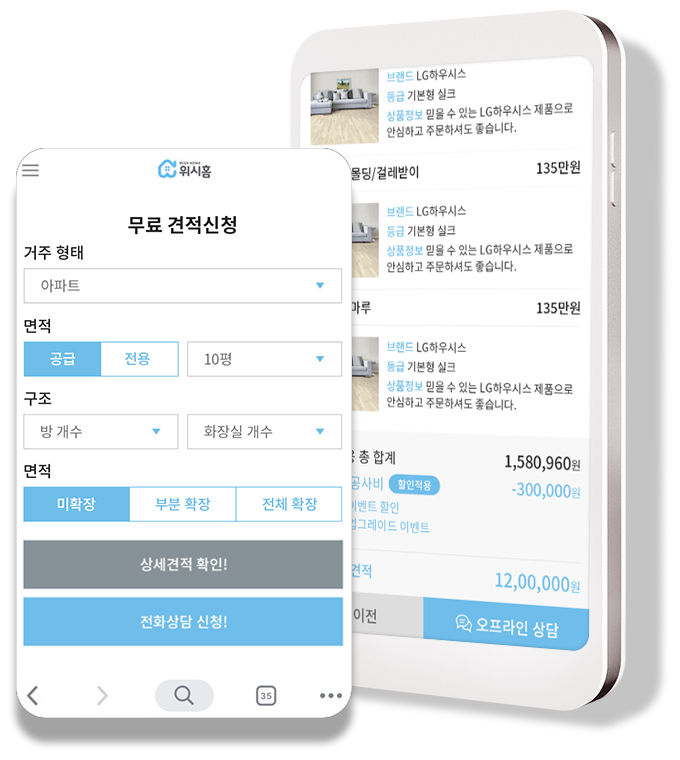 WISH HOME
위시홈
무료 견적신청
거주 형태
아파트
면적
공급
전용
10평
구조
방 개수
화장실 개수
면적
미확장
부분 확장
전체 확장
상세견적 확인!
전화상담 신청!
35
브랜드 LG하우시스
등급 기본형 실크
상품정보 믿을 수 있는 LG하우시스 제품으로
안심하고 주문하셔도 좋습니다.
몰딩/걸레받이 135만원
브랜드 LG하우시스
등급 기본형 실크
상품정보 믿을 수 있는 LG하우시스 제품으로
안심하고 주문하셔도 좋습니다.
마루 135만원
브랜드 LG하우시스
등급 기본형 실크
상품정보 믿을 수 있는 LG하우시스 제품으로
안심하고 주문하셔도 좋습니다.
총 합계 1,580,960원
공사비 할인적용 -300,000원
이벤트 할인
업그레이드 이벤트
견적 12,00,000원
이전
오프라인 상담